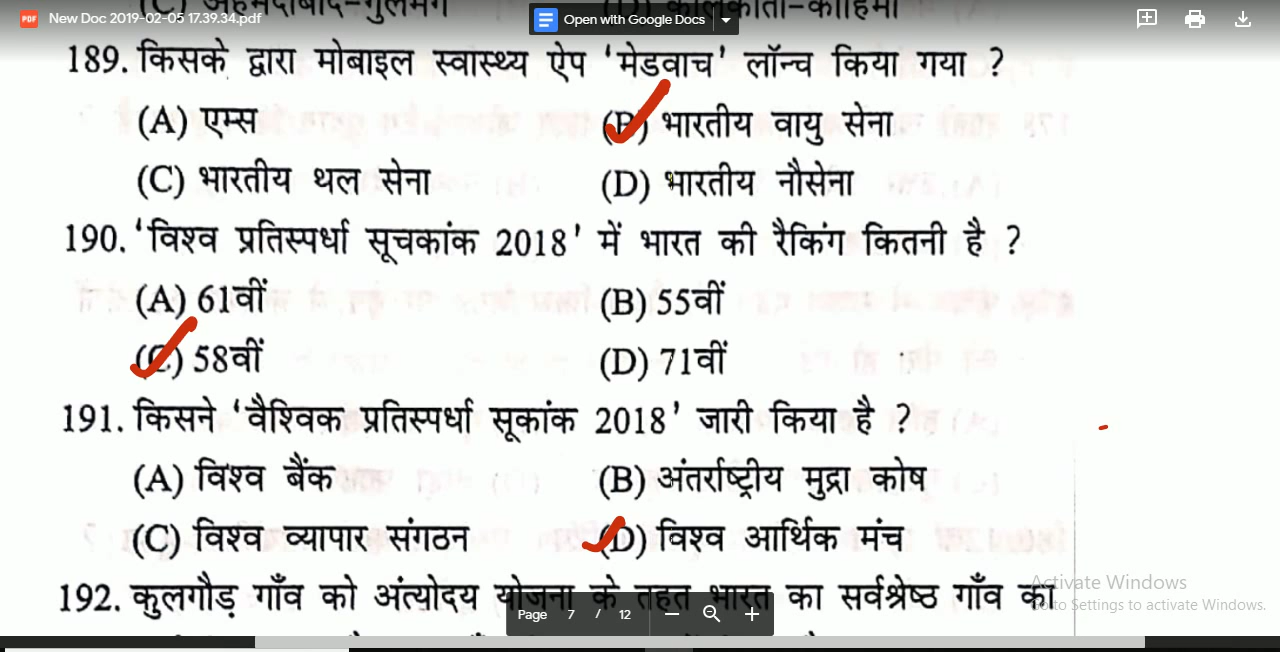 New Doc 2019-02-05 17.39.34.pdf
Open with Google Docs
189. किसके द्वारा मोबाइल स्वास्थ्य ऐप 'मेडवाच' लॉन्च किया गया ?
(A) एम्स (B) भारतीय वायु सेना
(C) भारतीय थल सेना (D) भारतीय नौसेना
190. 'विश्व प्रतिस्पर्धा सूचकांक 2018' में भारत की रैकिंग कितनी है ?
(A) 61वीं (B) 55वीं
(C) 58वीं (D) 71वीं
191. किसने 'वैश्विक प्रतिस्पर्धा सूकांक 2018' जारी किया है ?
(A) विश्व बैंक (B) अंतर्राष्ट्रीय मुद्रा कोष
(C) विश्व व्यापार संगठन (D) विश्व आर्थिक मंच
192. कुलगौड़ गाँव को अंत्योदय योजना के तहत भारत का सर्वश्रेष्ठ गाँव का
Activate Windows
Go to Settings to activate Windows.
Page 7 / 12